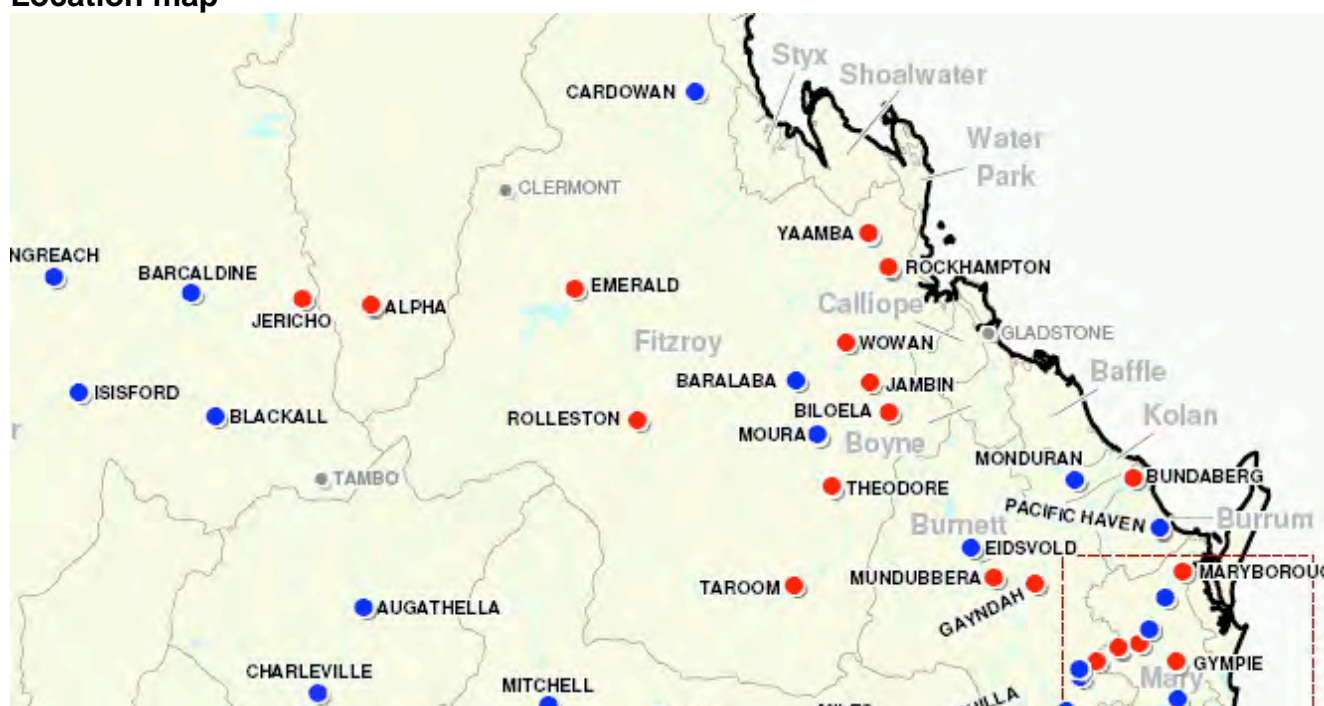 Location map
Styx
Shoalwater
CARDOWAN
Water
Park
CLERMONT
YAAMBA
NGREACH
BARCALDINE
ROCKHAMPTON
EMERALD
JERICHO
ALPHA
Calliope
GLADSTONE
Fitzroy
WOWAN
BARALABA
JAMBIN
Baffle
ISISFORD
BLACKALL
ROLLESTON
BILOELA
Kolan
r
MOURA
Boyne
MONDURAN
TAMBO
THEODORE
BUNDABERG
PACIFIC HAVEN
Burnett
Burrum
EIDSVOLD
TAROOM
MUNDUBBERA
MARYBOROUG
GAYNDAH
AUGATHELLA
CHARLEVILLE
GYMPIE
MITCHELL
Mary